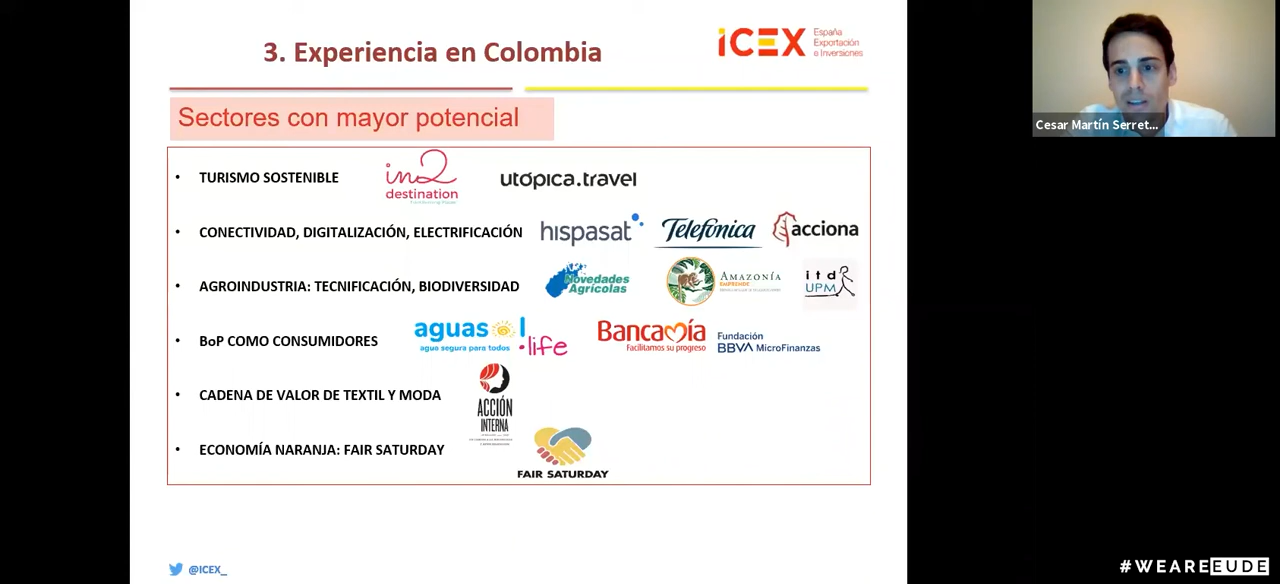 3. Experiencia en Colombia
icex
España
Exportación
e Inversiones
Sectores con mayor potencial
• TURISMO SOSTENIBLE
in2
destination
utopica.travel
• CONECTIVIDAD, DIGITALIZACIÓN, ELECTRIFICACIÓN
hispasat
Telefónica
acciona
• AGROINDUSTRIA: TECNIFICACIÓN, BIODIVERSIDAD
Novedades
Agrícolas
AMAZONÍA
EMPRENDE
itd
UPM
• BoP COMO CONSUMIDORES
aguasol
agua segura para todos
.life
Bancamía
Facilitamos su progreso
Fundación
BBVA MicroFinanzas
• CADENA DE VALOR DE TEXTIL Y MODA
ACCIÓN
INTERNA
• ECONOMÍA NARANJA: FAIR SATURDAY
FAIR SATURDAY
@ICEX_
Cesar Martín Serret...
#WEAREEUDE